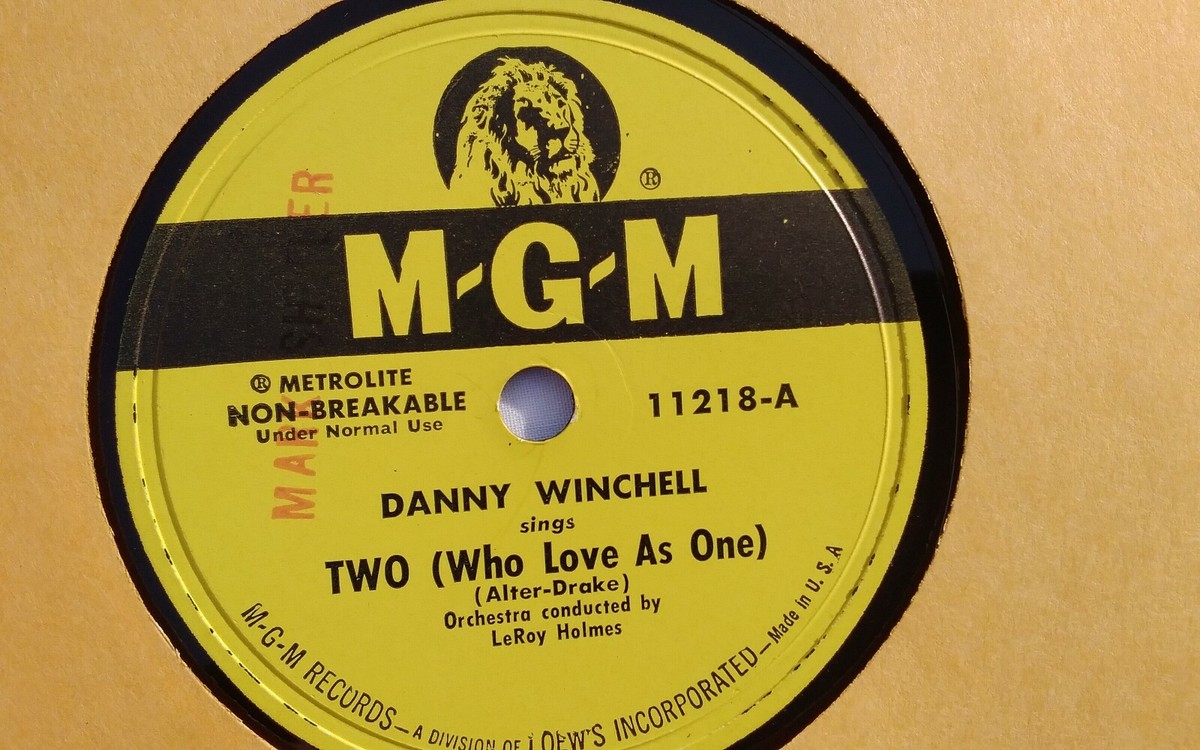 ®
M-G-M
® METROLITE
NON-BREAKABLE
Under Normal Use
11218-A
DANNY WINCHELL
sings
TWO (Who Love As One)
(Alter-Drake)
Orchestra conducted by
LeRoy Holmes
M-G-M RECORDS—A DIVISION OF LOEW'S INCORPORATED—Made in U. S. A
MARK